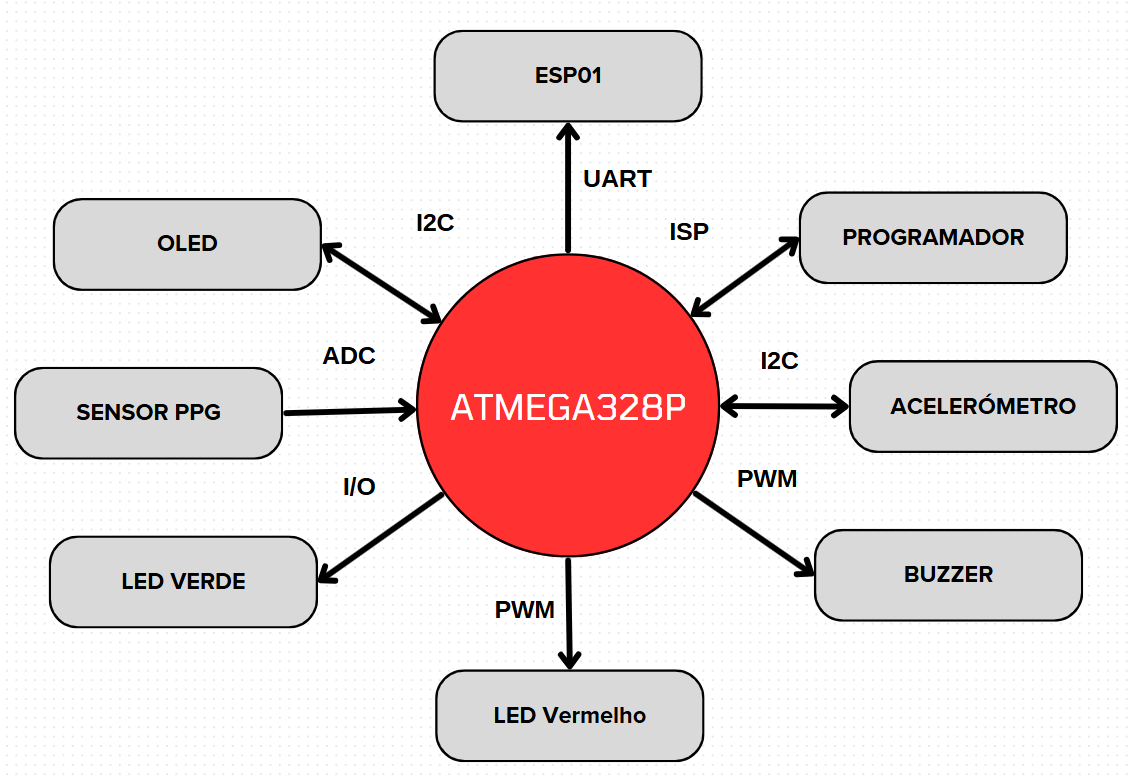 ESP01
UART
I2C
ISP
OLED
PROGRAMADOR
ADC
I2C
SENSOR PPG
ATMEGA328P
ACELERÓMETRO
I/O
PWM
LED VERDE
BUZZER
PWM
LED Vermelho